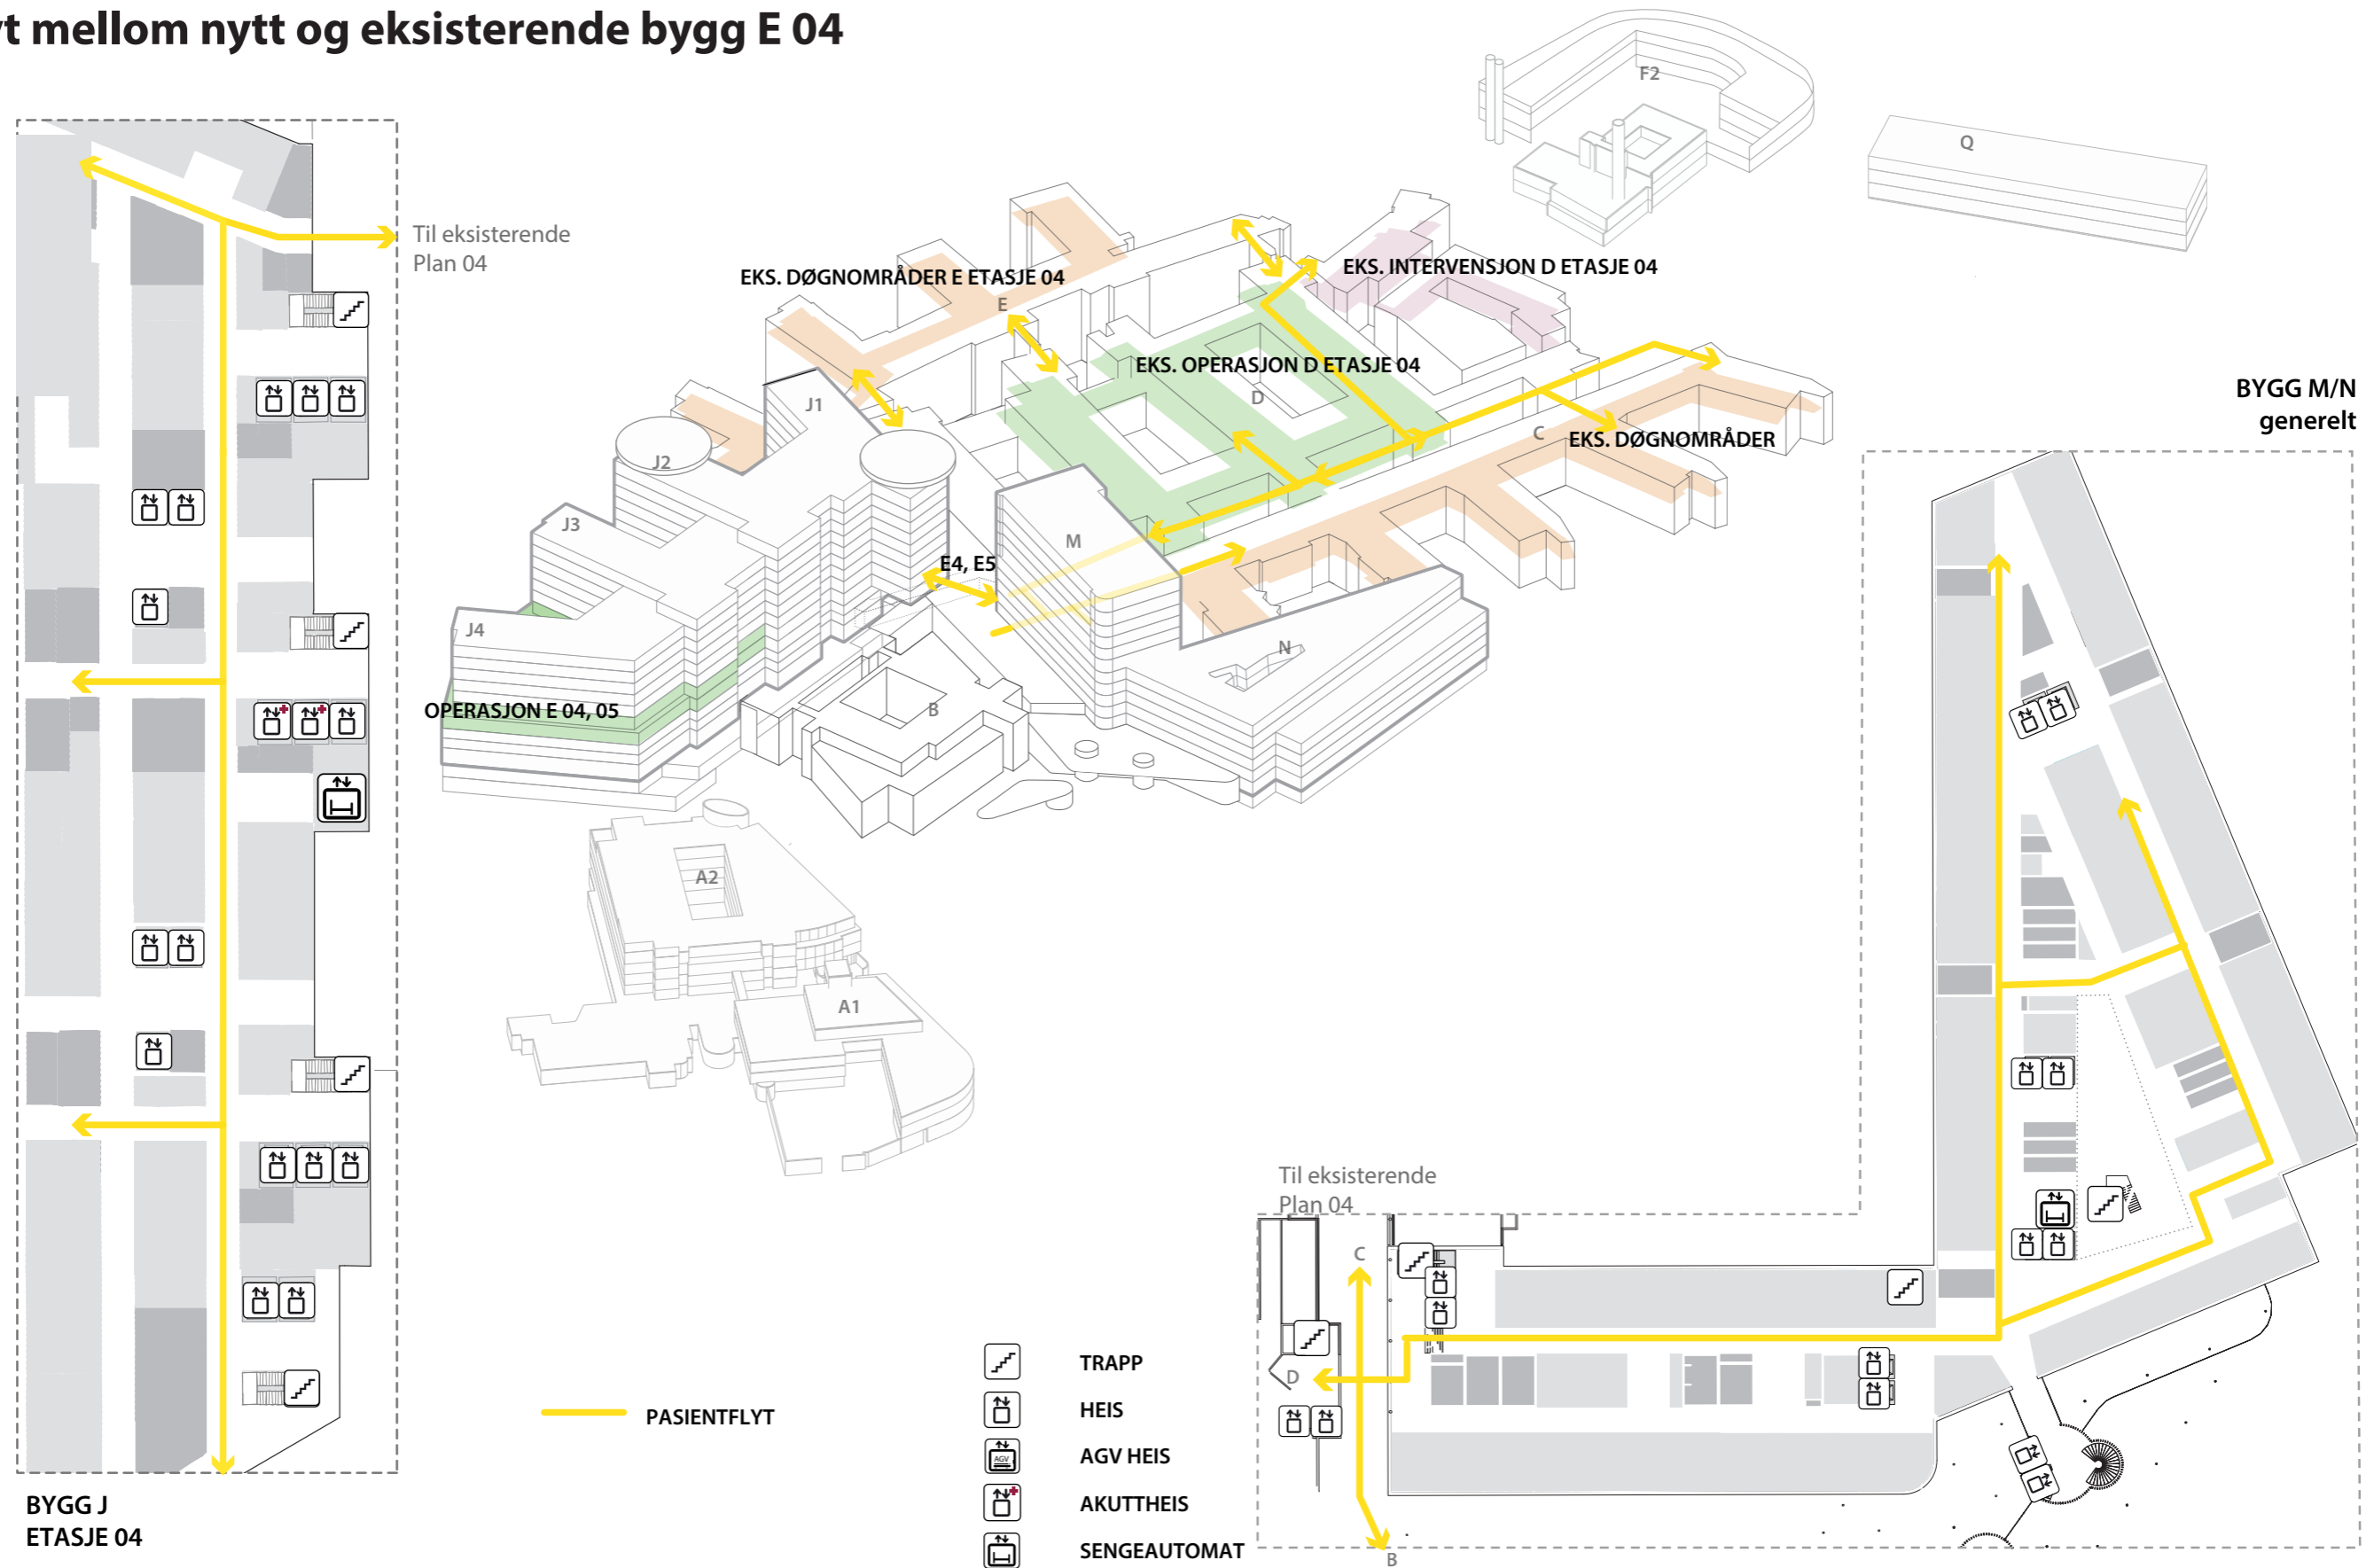 mellom nytt og eksisterende bygg E 04
F2
Q
Til eksisterende
Plan 04
EKS. DØGNOMRÅDER E ETASJE 04
E
EKS. INTERVENSJON D ETASJE 04
EKS. OPERASJON D ETASJE 04
D
J1
C
EKS. DØGNOMRÅDER
BYGG M/N
generelt
J2
J3
M
E4, E5
J4
N
OPERASJON E 04, 05
B
A2
A1
Til eksisterende
Plan 04
C
D
B
PASIENTFLYT
TRAPP
HEIS
AGV
AGV HEIS
AKUTTHEIS
SENGEAUTOMAT
BYGG J
ETASJE 04